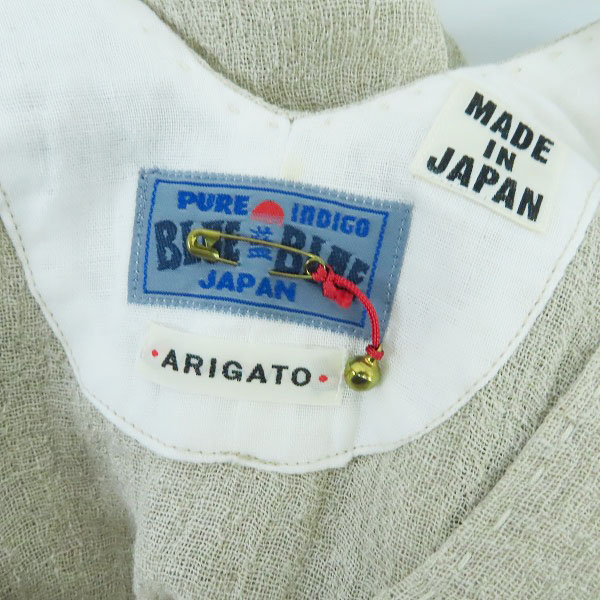 MADE
IN
JAPAN
PURE INDIGO
BLUE BLUE
JAPAN
•ARIGATO•